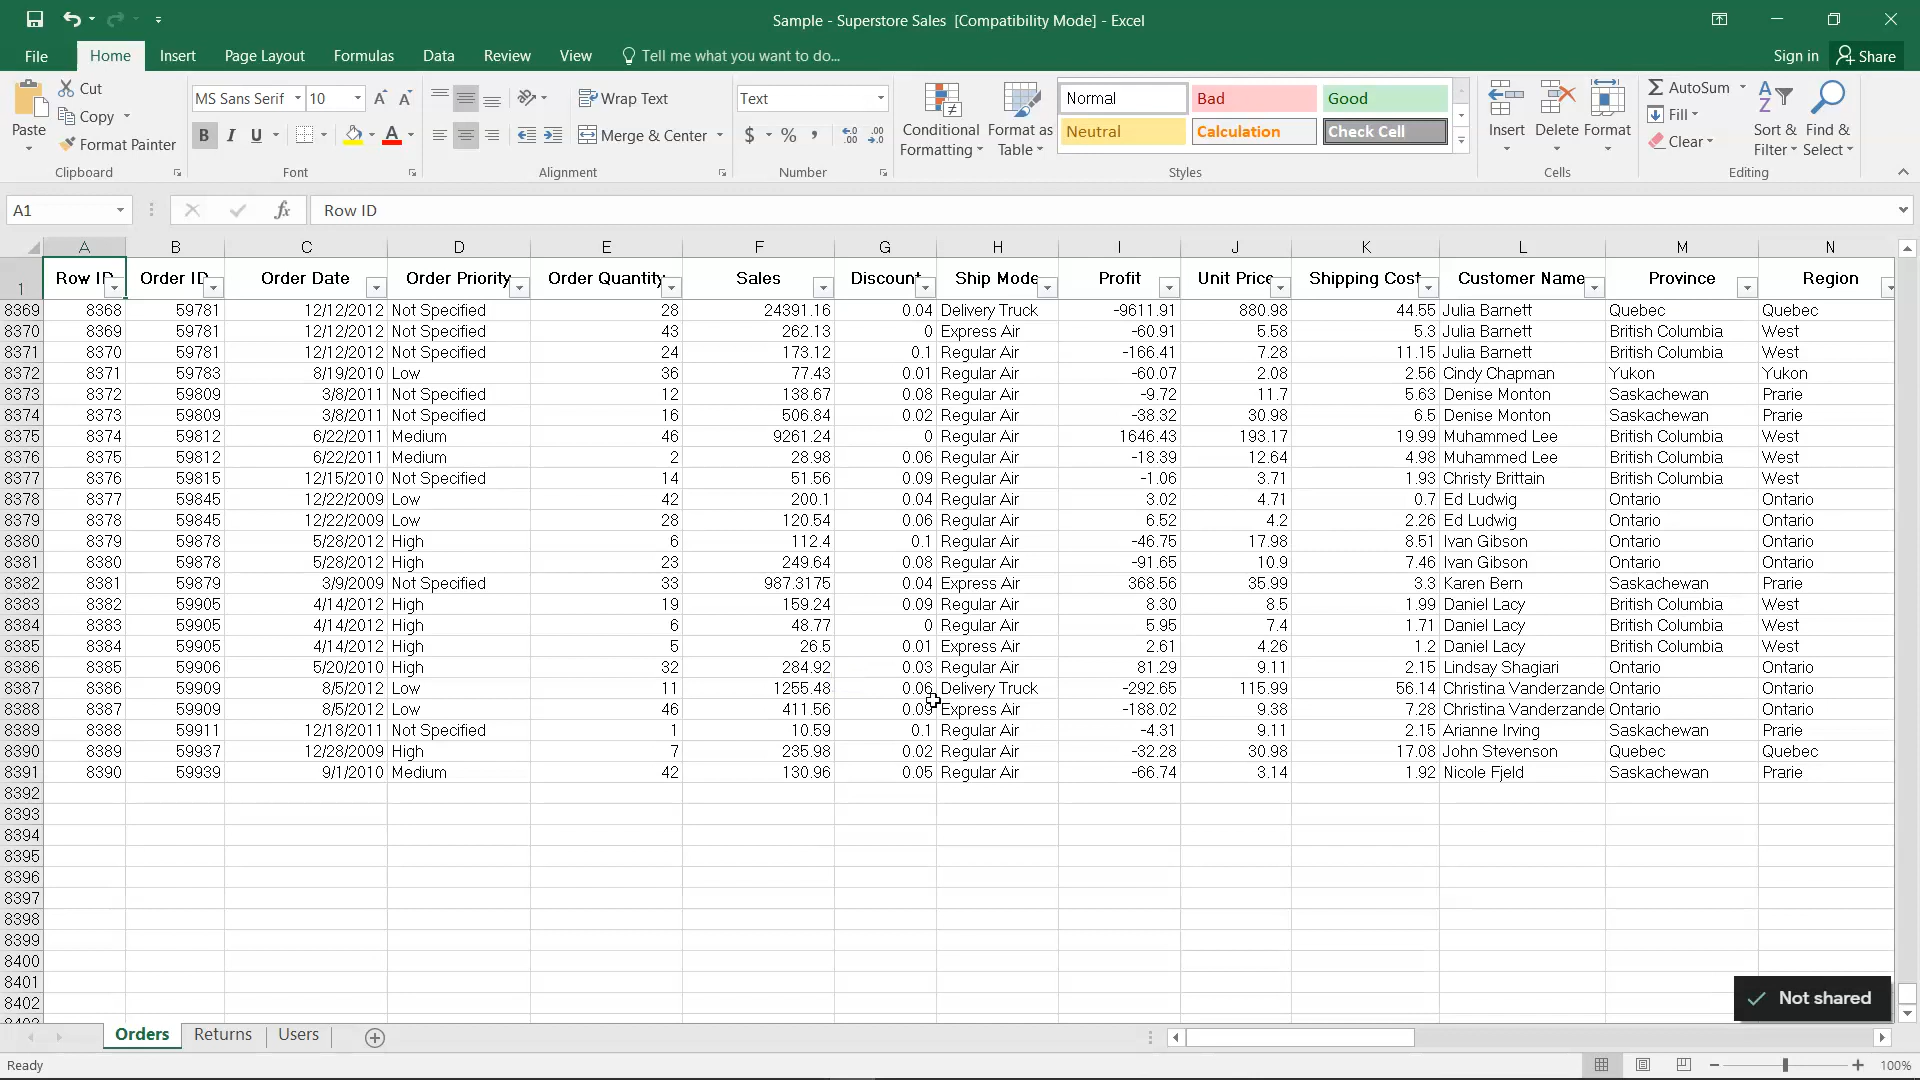 Sample - Superstore Sales [Compatibility Mode] - Excel
File Home Insert Page Layout Formulas Data Review View Tell me what you want to do... Sign in Share
Paste Cut Copy Format Painter Clipboard
MS Sans Serif 10 A A B I U A Font
Wrap Text Merge & Center Alignment
Text $ % , Number
Conditional Formatting Format as Table
Normal Bad Good
Neutral Calculation Check Cell
Styles
Insert Delete Format Cells
AutoSum Fill Clear Sort & Filter Find & Select Editing
A1 fx Row ID
A B C D E F G H I J K L M N
1 Row ID Order ID Order Date Order Priority Order Quantity Sales Discount Ship Mode Profit Unit Price Shipping Cost Customer Name Province Region
8369 8368 59781 12/12/2012 Not Specified 28 24391.16 0.04 Delivery Truck -9611.91 880.98 44.55 Julia Barnett Quebec Quebec
8370 8369 59781 12/12/2012 Not Specified 43 262.13 0 Express Air -60.91 5.58 5.3 Julia Barnett British Columbia West
8371 8370 59781 12/12/2012 Not Specified 24 173.12 0.1 Regular Air -166.41 7.28 11.15 Julia Barnett British Columbia West
8372 8371 59783 8/19/2010 Low 36 77.43 0.01 Regular Air -60.07 2.08 2.56 Cindy Chapman Yukon Yukon
8373 8372 59809 3/8/2011 Not Specified 12 138.67 0.08 Regular Air -9.72 11.7 5.63 Denise Monton Saskachewan Prarie
8374 8373 59809 3/8/2011 Not Specified 16 506.84 0.02 Regular Air -38.32 30.98 6.5 Denise Monton Saskachewan Prarie
8375 8374 59812 6/22/2011 Medium 46 9261.24 0 Regular Air 1646.43 193.17 19.99 Muhammed Lee British Columbia West
8376 8375 59812 6/22/2011 Medium 2 28.98 0.06 Regular Air -18.39 12.64 4.98 Muhammed Lee British Columbia West
8377 8376 59815 12/15/2010 Not Specified 14 51.56 0.09 Regular Air -1.06 3.71 1.93 Christy Brittain British Columbia West
8378 8377 59845 12/22/2009 Low 42 200.1 0.04 Regular Air 3.02 4.71 0.7 Ed Ludwig Ontario Ontario
8379 8378 59845 12/22/2009 Low 28 120.54 0.06 Regular Air 6.52 4.2 2.26 Ed Ludwig Ontario Ontario
8380 8379 59878 5/28/2012 High 6 112.4 0.1 Regular Air -46.75 17.98 8.51 Ivan Gibson Ontario Ontario
8381 8380 59878 5/28/2012 High 23 249.64 0.08 Regular Air -91.65 10.9 7.46 Ivan Gibson Ontario Ontario
8382 8381 59879 3/9/2009 Not Specified 33 987.3175 0.04 Express Air 368.56 35.99 3.3 Karen Bern Saskachewan Prarie
8383 8382 59905 4/14/2012 High 19 159.24 0.09 Regular Air 8.30 8.5 1.99 Daniel Lacy British Columbia West
8384 8383 59905 4/14/2012 High 6 48.77 0 Regular Air 5.95 7.4 1.71 Daniel Lacy British Columbia West
8385 8384 59905 4/14/2012 High 5 26.5 0.01 Express Air 2.61 4.26 1.2 Daniel Lacy British Columbia West
8386 8385 59906 5/20/2010 High 32 284.92 0.03 Regular Air 81.29 9.11 2.15 Lindsay Shagiari Ontario Ontario
8387 8386 59909 8/5/2012 Low 11 1255.48 0.06 Delivery Truck -292.65 115.99 56.14 Christina Vanderzande Ontario Ontario
8388 8387 59909 8/5/2012 Low 46 411.56 0.09 Express Air -188.02 9.38 7.28 Christina Vanderzande Ontario Ontario
8389 8388 59911 12/18/2011 Not Specified 1 10.59 0.1 Regular Air -4.31 9.11 2.15 Arianne Irving Saskachewan Prarie
8390 8389 59937 12/28/2009 High 7 235.98 0.02 Regular Air -32.28 30.98 17.08 John Stevenson Quebec Quebec
8391 8390 59939 9/1/2010 Medium 42 130.96 0.05 Regular Air -66.74 3.14 1.92 Nicole Fjeld Saskachewan Prarie
8392
8393
8394
8395
8396
8397
8398
8399
8400
8401
8402
Not shared
Orders Returns Users
Ready 100%